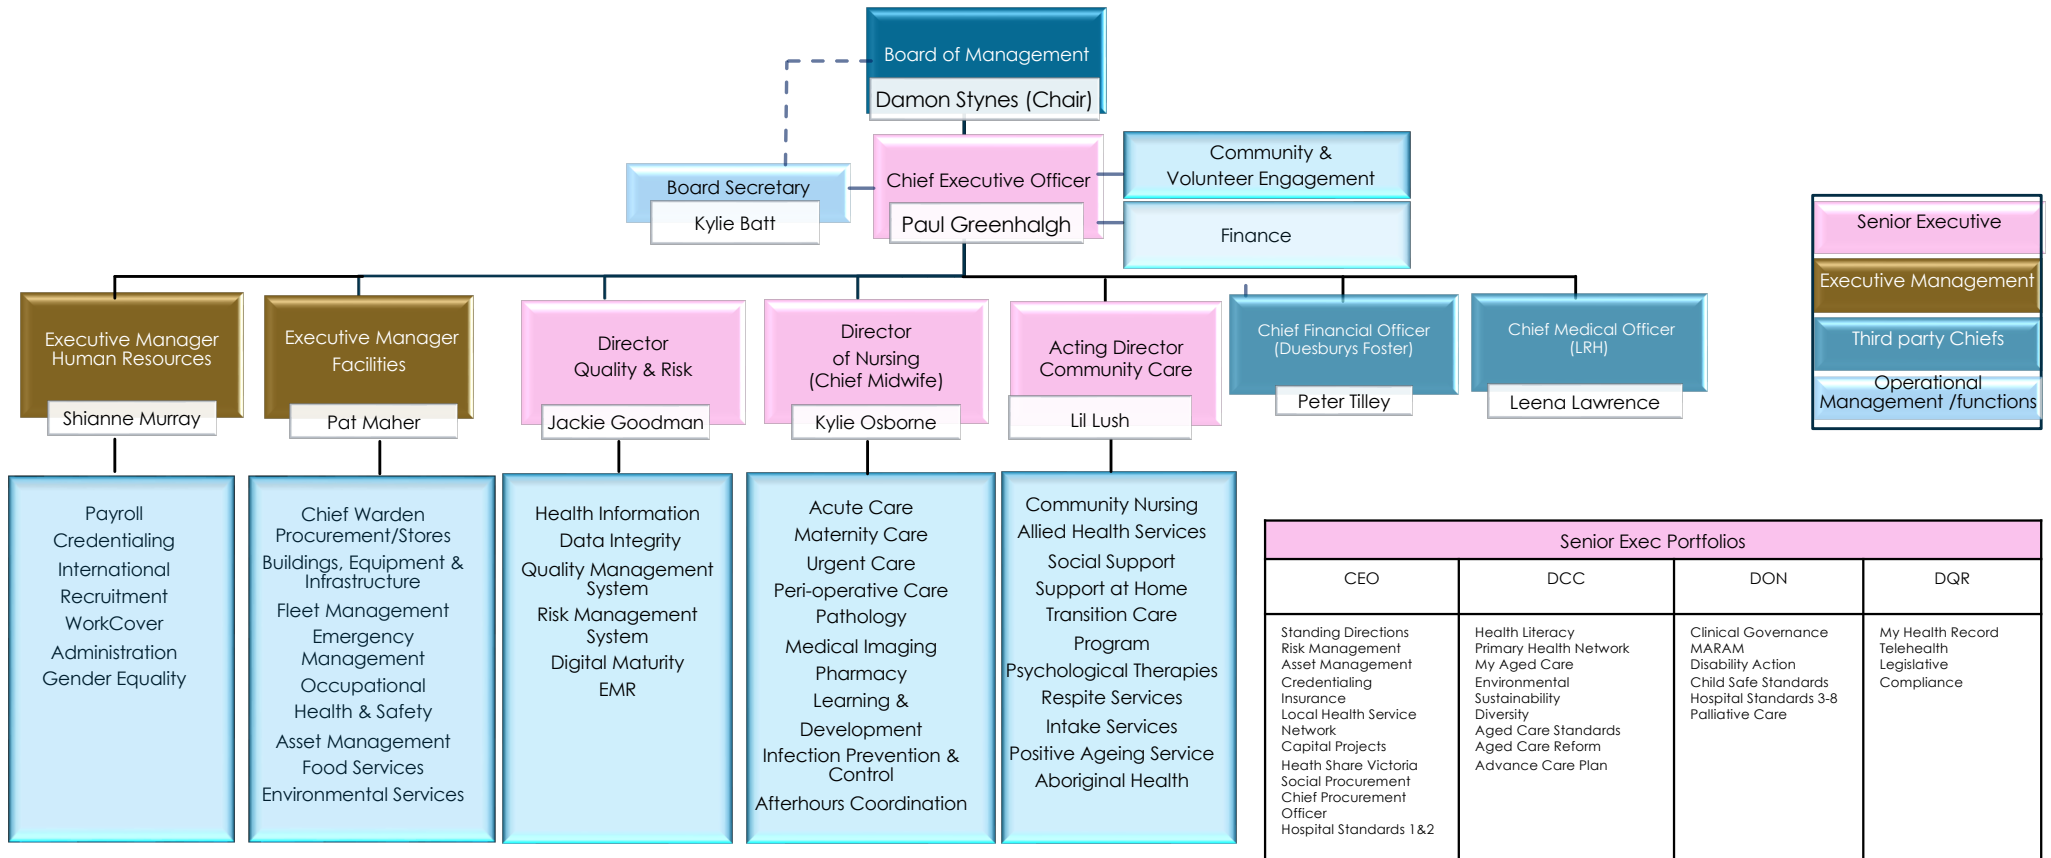 Board of Management
Damon Stynes (Chair)
Board Secretary
Kylie Batt
Chief Executive Officer
Paul Greenhalgh
Community &
Volunteer Engagement
Finance
Senior Executive
Executive Management
Third party Chiefs
Operational
Management /functions
Executive Manager
Human Resources
Shianne Murray
Executive Manager
Facilities
Pat Maher
Director
Quality & Risk
Jackie Goodman
Director
of Nursing
(Chief Midwife)
Kylie Osborne
Acting Director
Community Care
Lil Lush
Chief Financial Officer
(Duesburys Foster)
Peter Tilley
Chief Medical Officer
(LRH)
Leena Lawrence
Payroll
Credentialing
International
Recruitment
WorkCover
Administration
Gender Equality
Chief Warden
Procurement/Stores
Buildings, Equipment &
Infrastructure
Fleet Management
Emergency
Management
Occupational
Health & Safety
Asset Management
Food Services
Environmental Services
Health Information
Data Integrity
Quality Management
System
Risk Management
System
Digital Maturity
EMR
Acute Care
Maternity Care
Urgent Care
Peri-operative Care
Pathology
Medical Imaging
Pharmacy
Learning &
Development
Infection Prevention &
Control
Afterhours Coordination
Community Nursing
Allied Health Services
Social Support
Support at Home
Transition Care
Program
Psychological Therapies
Respite Services
Intake Services
Positive Ageing Service
Aboriginal Health
Senior Exec Portfolios
CEO
DCC
DON
DQR
Standing Directions
Risk Management
Asset Management
Credentialing
Insurance
Local Health Service
Network
Capital Projects
Heath Share Victoria
Social Procurement
Chief Procurement
Officer
Hospital Standards 1&2
Health Literacy
Primary Health Network
My Aged Care
Environmental
Sustainability
Diversity
Aged Care Standards
Aged Care Reform
Advance Care Plan
Clinical Governance
MARAM
Disability Action
Child Safe Standards
Hospital Standards 3-8
Palliative Care
My Health Record
Telehealth
Legislative
Compliance